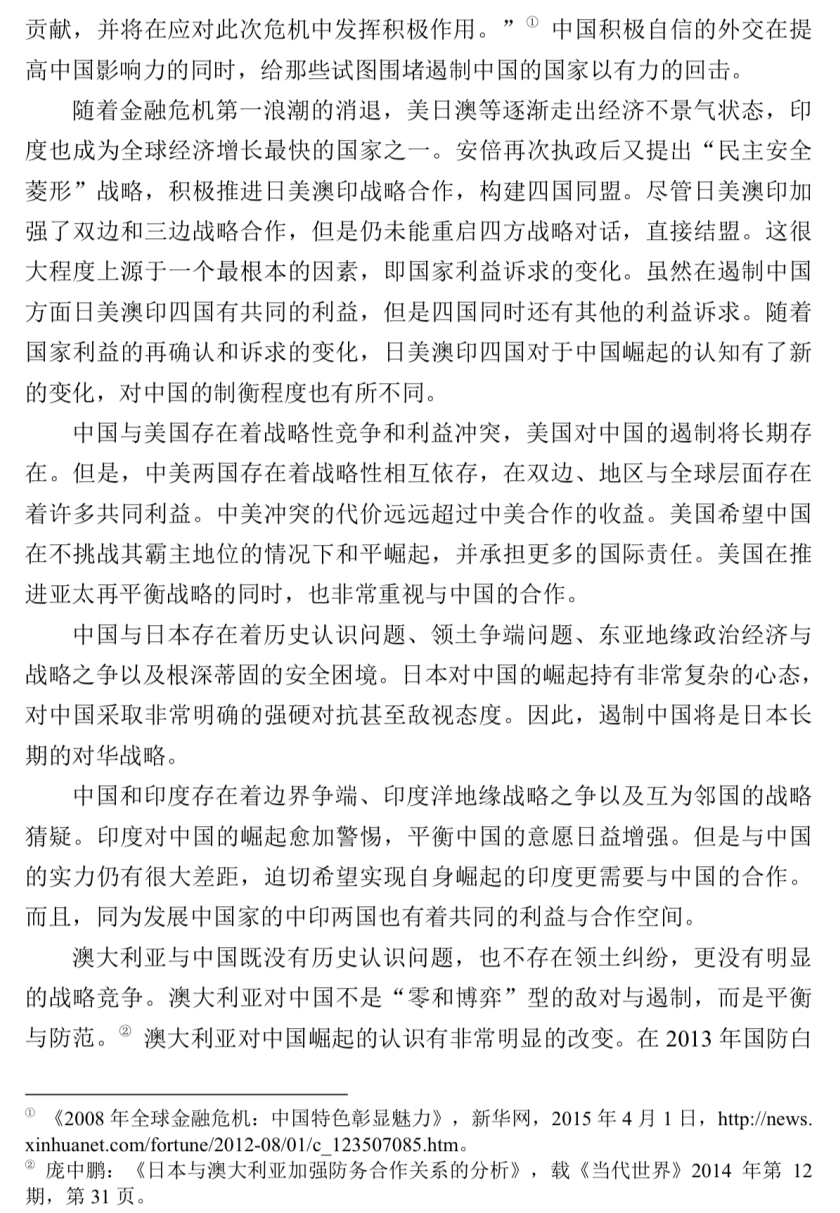 贡献，并将在应对此次危机中发挥积极作用。”① 中国积极自信的外交在提
高中国影响力的同时，给那些试图围堵遏制中国的国家以有力的回击。
随着金融危机第一浪潮的消退，美日澳等逐渐走出经济不景气状态，印
度也成为全球经济增长最快的国家之一。安倍再次执政后又提出“民主安全
菱形”战略，积极推进日美澳印战略合作，构建四国同盟。尽管日美澳印加
强了双边和三边战略合作，但是仍未能重启四方战略对话，直接结盟。这很
大程度上源于一个最根本的因素，即国家利益诉求的变化。虽然在遏制中国
方面日美澳印四国有共同的利益，但是四国同时还有其他的利益诉求。随着
国家利益的再确认和诉求的变化，日美澳印四国对于中国崛起的认知有了新
的变化，对中国的制衡程度也有所不同。
中国与美国存在着战略性竞争和利益冲突，美国对中国的遏制将长期存
在。但是，中美两国存在着战略性相互依存，在双边、地区与全球层面存在
着许多共同利益。中美冲突的代价远远超过中美合作的收益。美国希望中国
在不挑战其霸主地位的情况下和平崛起，并承担更多的国际责任。美国在推
进亚太再平衡战略的同时，也非常重视与中国的合作。
中国与日本存在着历史认识问题、领土争端问题、东亚地缘政治经济与
战略之争以及根深蒂固的安全困境。日本对中国的崛起持有非常复杂的心态，
对中国采取非常明确的强硬对抗甚至敌视态度。因此，遏制中国将是日本长
期的对华战略。
中国和印度存在着边界争端、印度洋地缘战略之争以及互为邻国的战略
猜疑。印度对中国的崛起愈加警惕，平衡中国的意愿日益增强。但是与中国
的实力仍有很大差距，迫切希望实现自身崛起的印度更需要与中国的合作。
而且，同为发展中国家的中印两国也有着共同的利益与合作空间。
澳大利亚与中国既没有历史认识问题，也不存在领土纠纷，更没有明显
的战略竞争。澳大利亚对中国不是“零和博弈”型的敌对与遏制，而是平衡
与防范。② 澳大利亚对中国崛起的认识有非常明显的改变。在 2013 年国防白
① 《2008 年全球金融危机：中国特色彰显魅力》，新华网，2015 年 4 月 1 日，http://news.
xinhuanet.com/fortune/2012-08/01/c_123507085.htm。
② 庞中鹏：《日本与澳大利亚加强防务合作关系的分析》，载《当代世界》2014 年第 12
期，第 31 页。